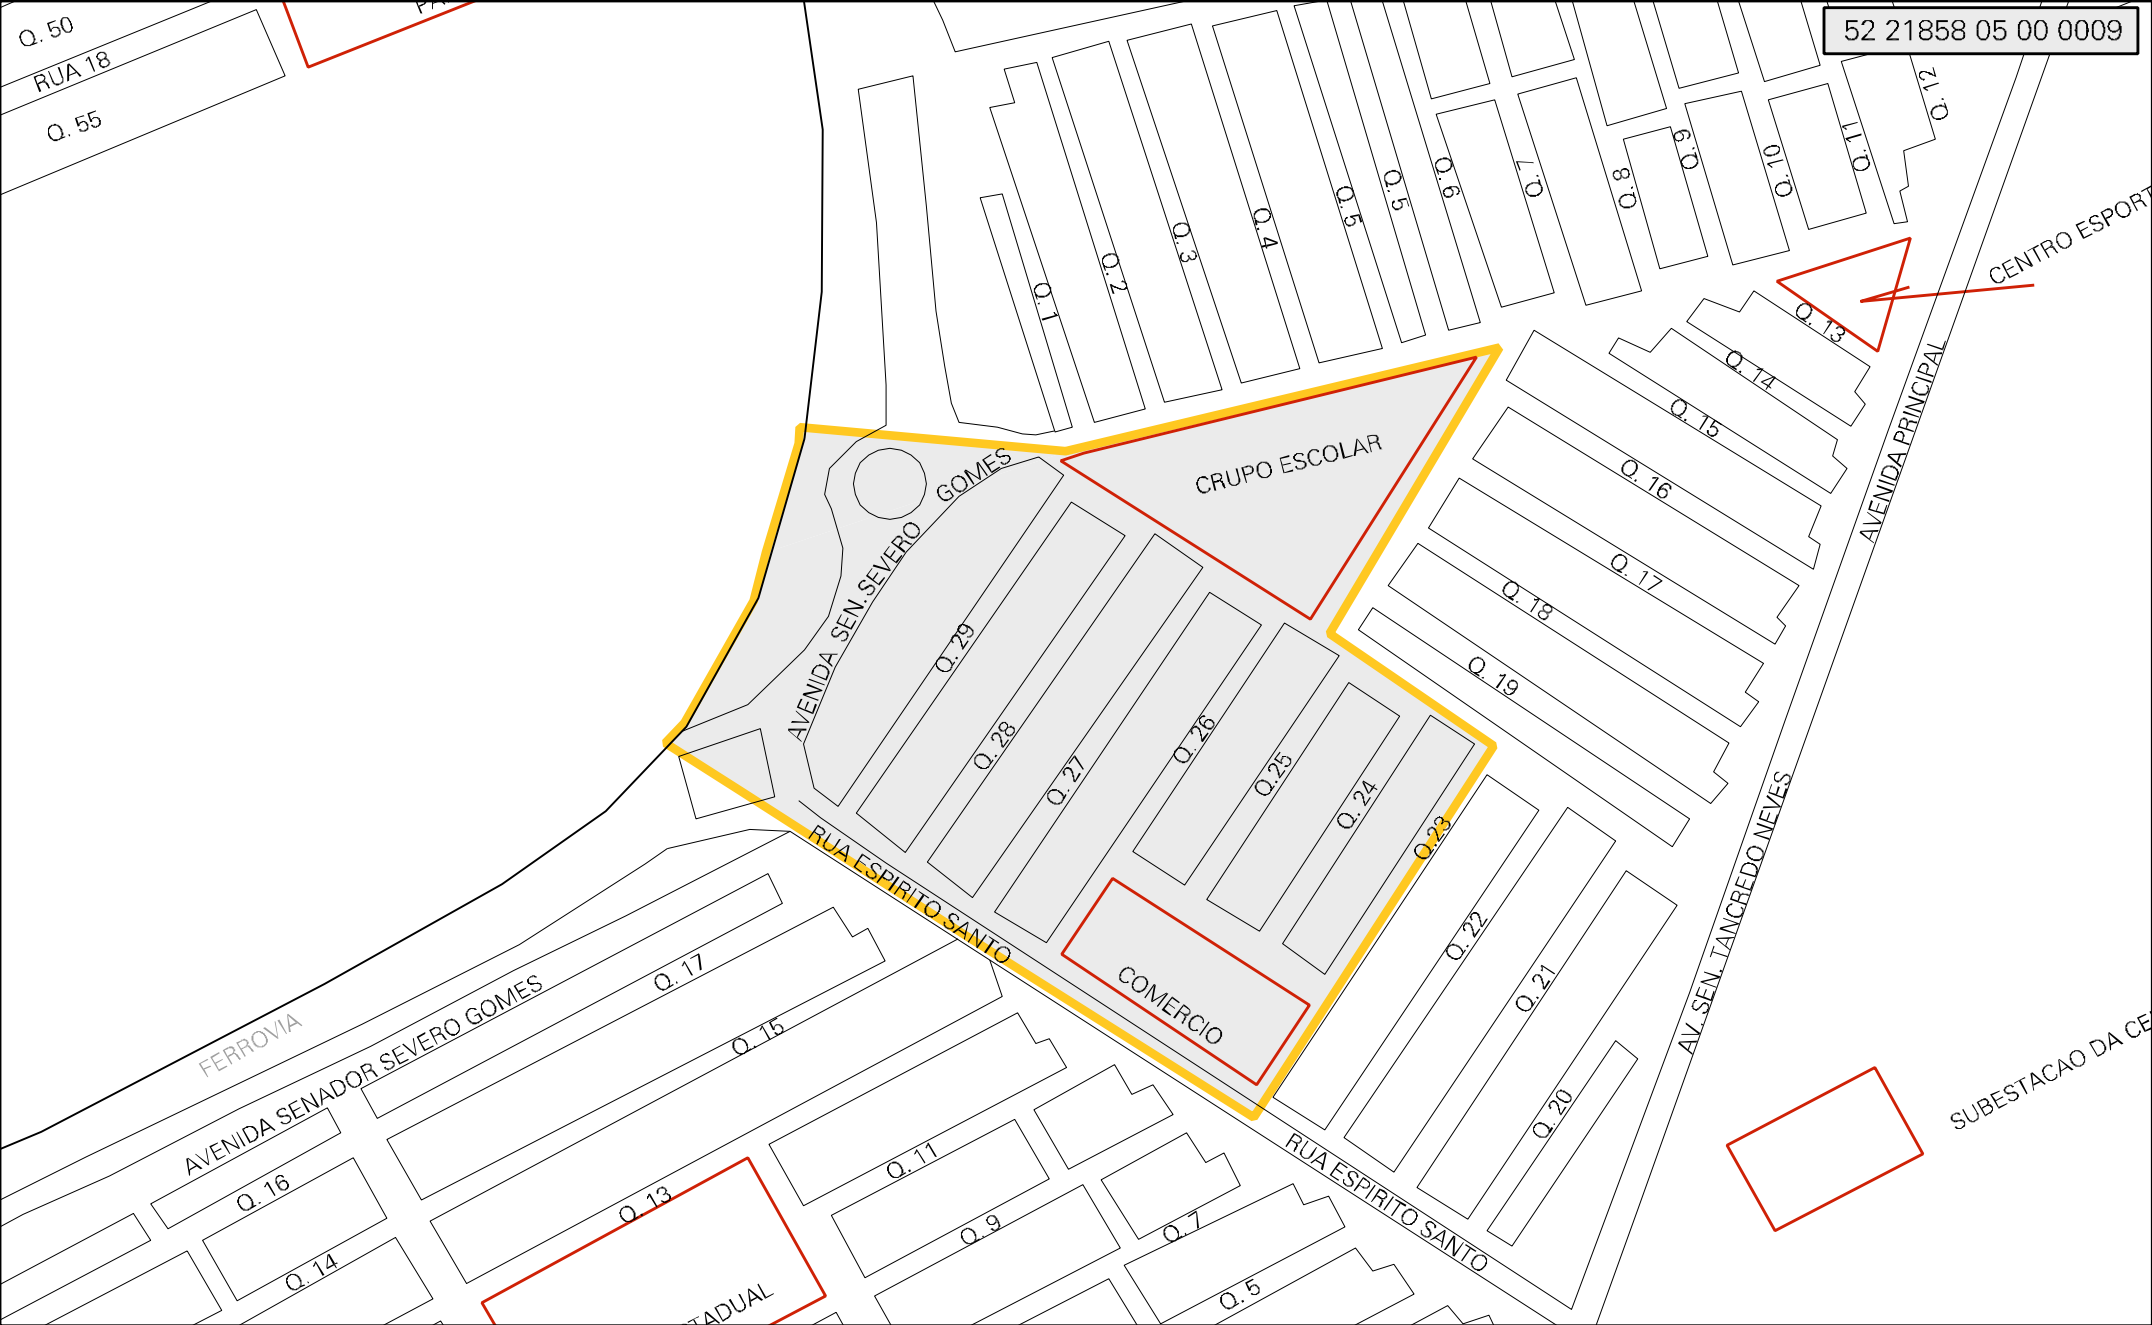 52 21858 05 00 0009
Q. 50
RUA 18
Q. 55
Q. 12
Q. 11
Q. 10
Q. 9
Q. 8
Q. 7
Q. 6
Q. 5
Q. 5
Q. 4
Q. 3
Q. 2
Q. 1
CENTRO ESPORT
Q. 13
Q. 14
Q. 15
Q. 16
Q. 17
Q. 18
Q. 19
AVENIDA PRINCIPAL
CRUPO ESCOLAR
AVENIDA SEN. SEVERO GOMES
Q. 29
Q. 28
Q. 27
Q. 26
Q.25
Q. 24
Q.23
Q. 22
Q. 21
Q. 20
AV. SEN. TANCREDO NEVES
RUA ESPIRITO SANTO
COMERCIO
RUA ESPIRITO SANTO
SUBESTACAO DA CE
FERROVIA
AVENIDA SENADOR SEVERO GOMES
Q. 17
Q. 15
Q. 13
Q. 16
Q. 14
Q. 11
Q. 9
Q. 7
Q. 5
TADUAL